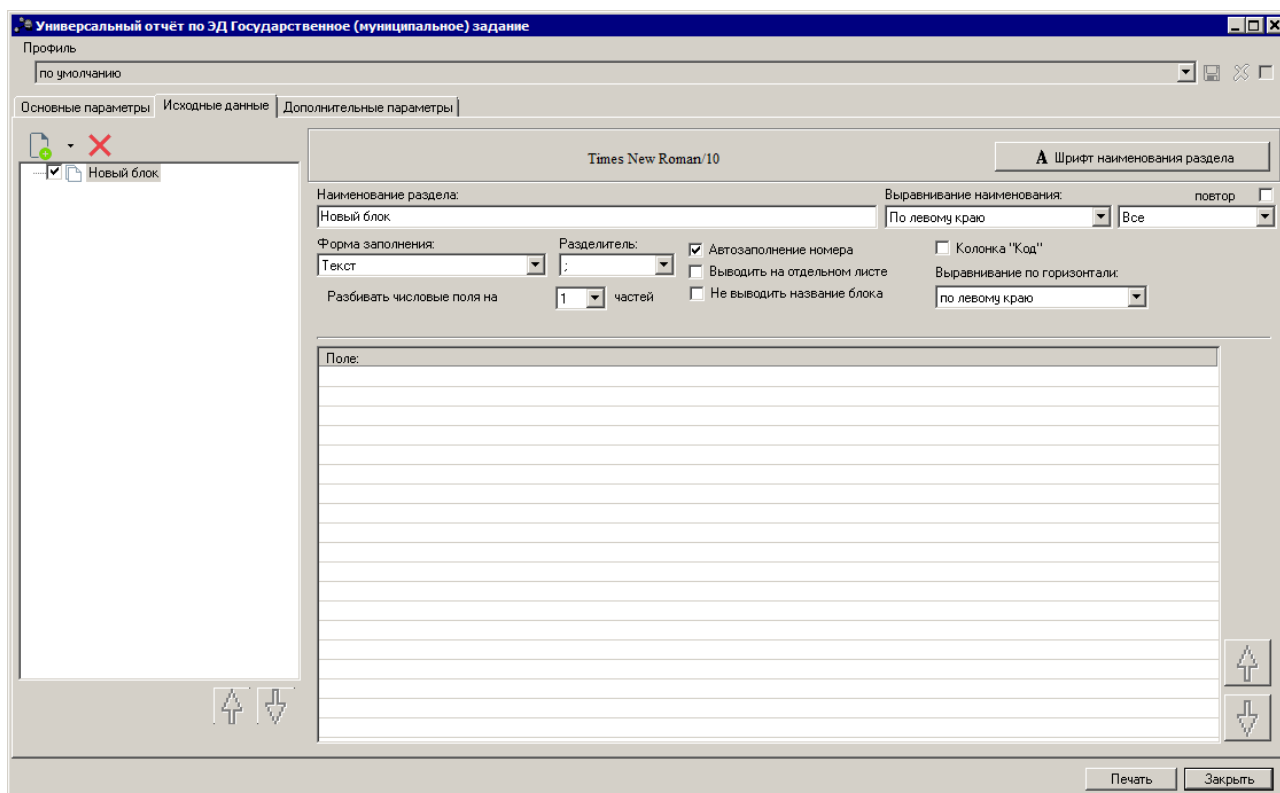 Универсальный отчёт по ЭД Государственное (муниципальное) задание
Профиль
по умолчанию
Основные параметры Исходные данные Дополнительные параметры
Times New Roman/10 А Шрифт наименования раздела
Новый блок
Наименование раздела: Выравнивание наименования: повтор
Новый блок По левому краю Все
Форма заполнения: Разделитель: Автозаполнение номера Колонка "Код"
Текст ; Выводить на отдельном листе Выравнивание по горизонтали:
Разбивать числовые поля на 1 частей Не выводить название блока по левому краю
Поле:
Печать Закрыть